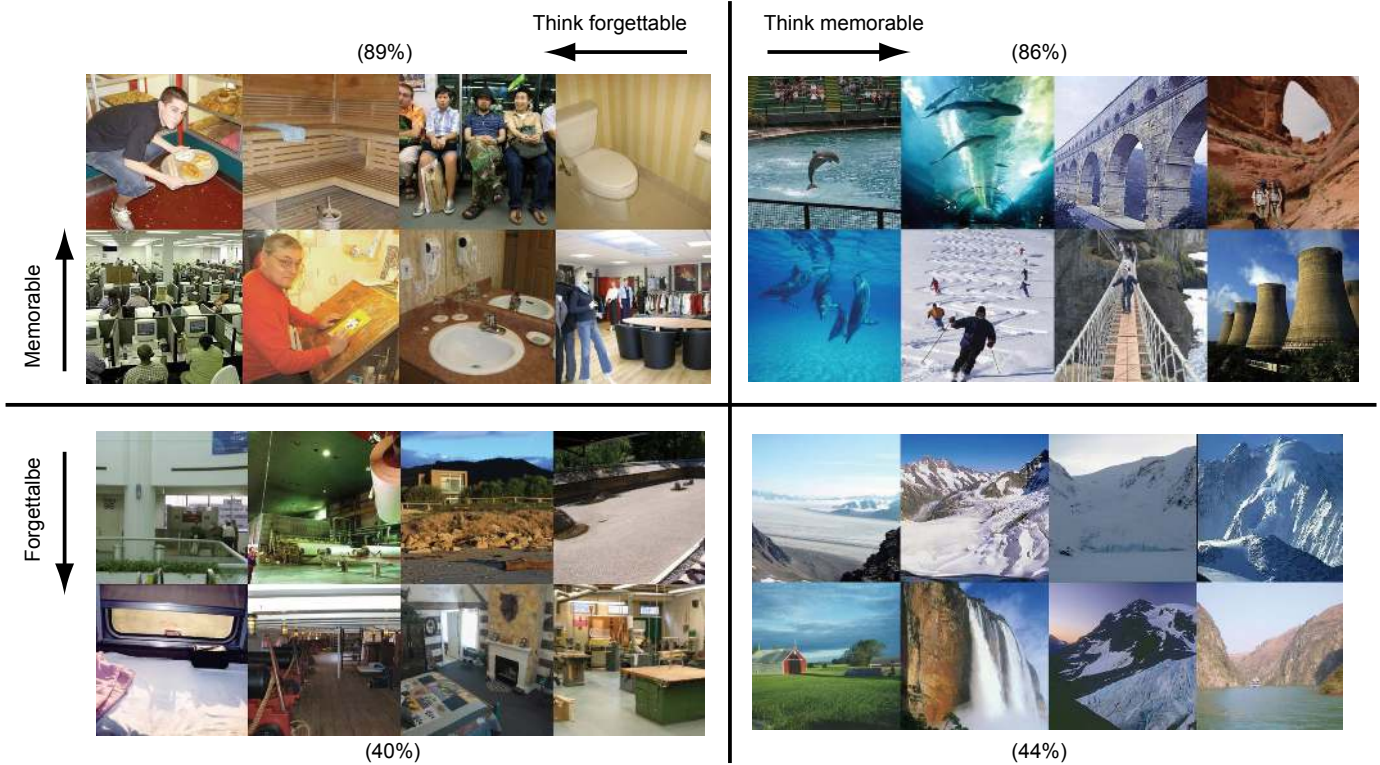 Think forgettable
Think memorable
(89%)
(86%)
Memorable
Forgettalbe
(40%)
(44%)